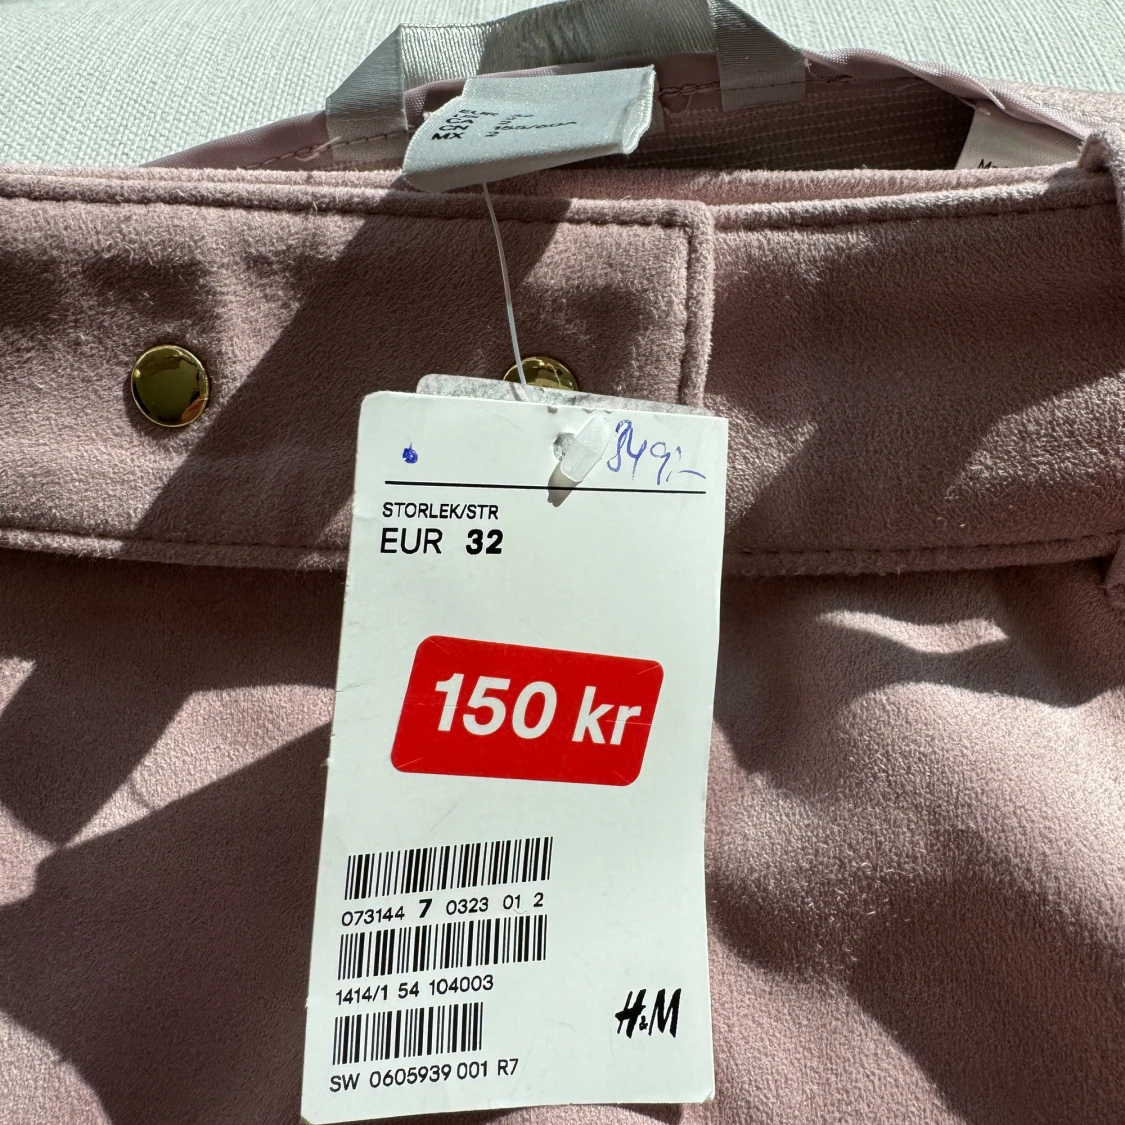 MX
849:-
STORLEK/STR
EUR 32
150 kr
073144 7 0323 01 2
1414/1 54 104003
H&M
SW 0605939 001 R7